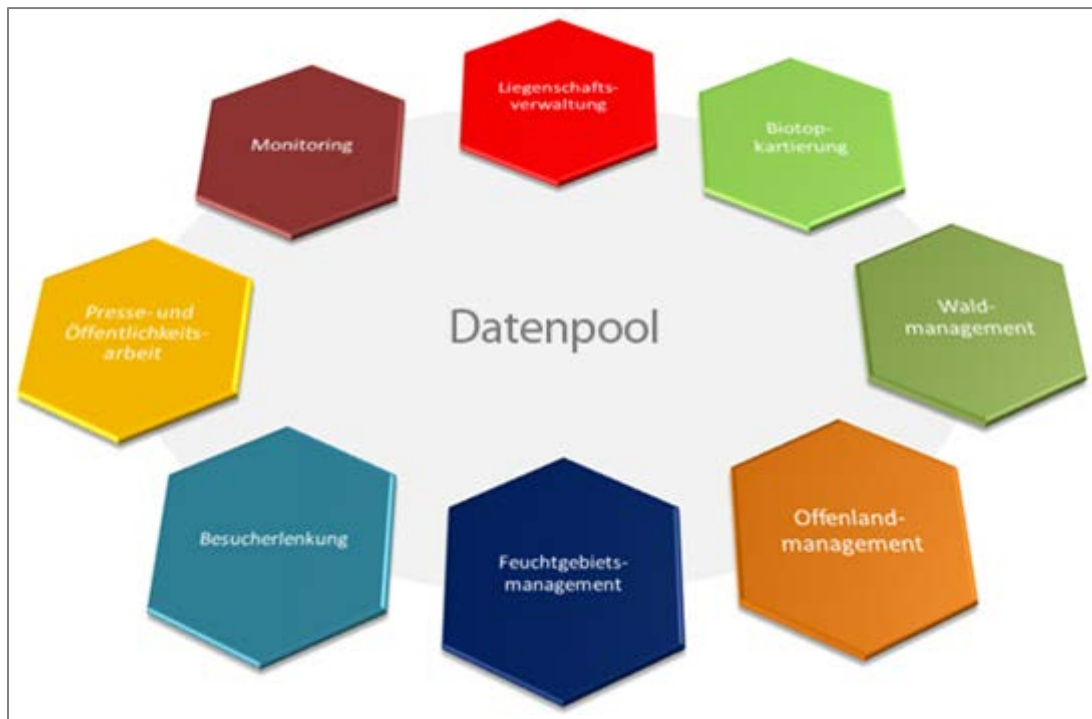 Liegenschafts-
verwaltung
Monitoring
Biotop-
kartierung
Presse- und
Öffentlichkeits-
arbeit
Datenpool
Wald-
management
Besucherlenkung
Feuchtgebiets-
management
Offenland-
management